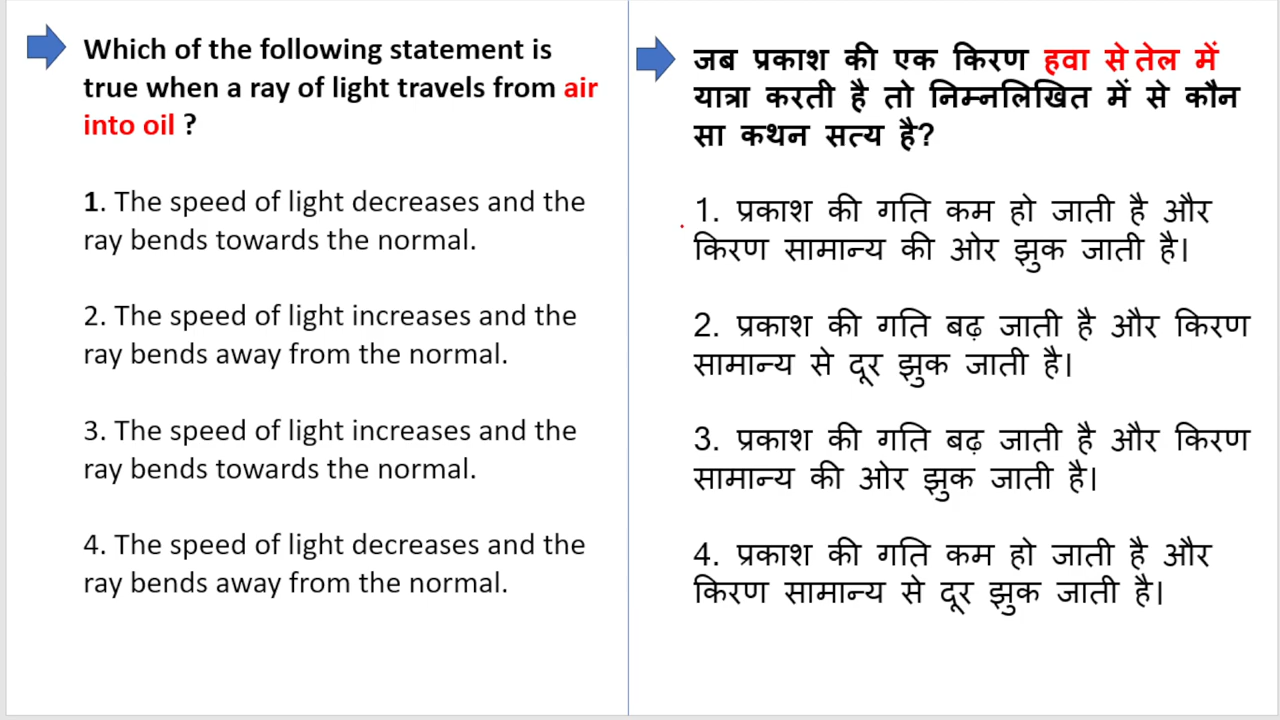 Which of the following statement is
true when a ray of light travels from air
into oil ?
1. The speed of light decreases and the
ray bends towards the normal.
2. The speed of light increases and the
ray bends away from the normal.
3. The speed of light increases and the
ray bends towards the normal.
4. The speed of light decreases and the
ray bends away from the normal.
जब प्रकाश की एक किरण हवा से तेल में
यात्रा करती है तो निम्नलिखित में से कौन
सा कथन सत्य है?
1. प्रकाश की गति कम हो जाती है और
किरण सामान्य की ओर झुक जाती है।
2. प्रकाश की गति बढ़ जाती है और किरण
सामान्य से दूर झुक जाती है।
3. प्रकाश की गति बढ़ जाती है और किरण
सामान्य की ओर झुक जाती है।
4. प्रकाश की गति कम हो जाती है और
किरण सामान्य से दूर झुक जाती है।